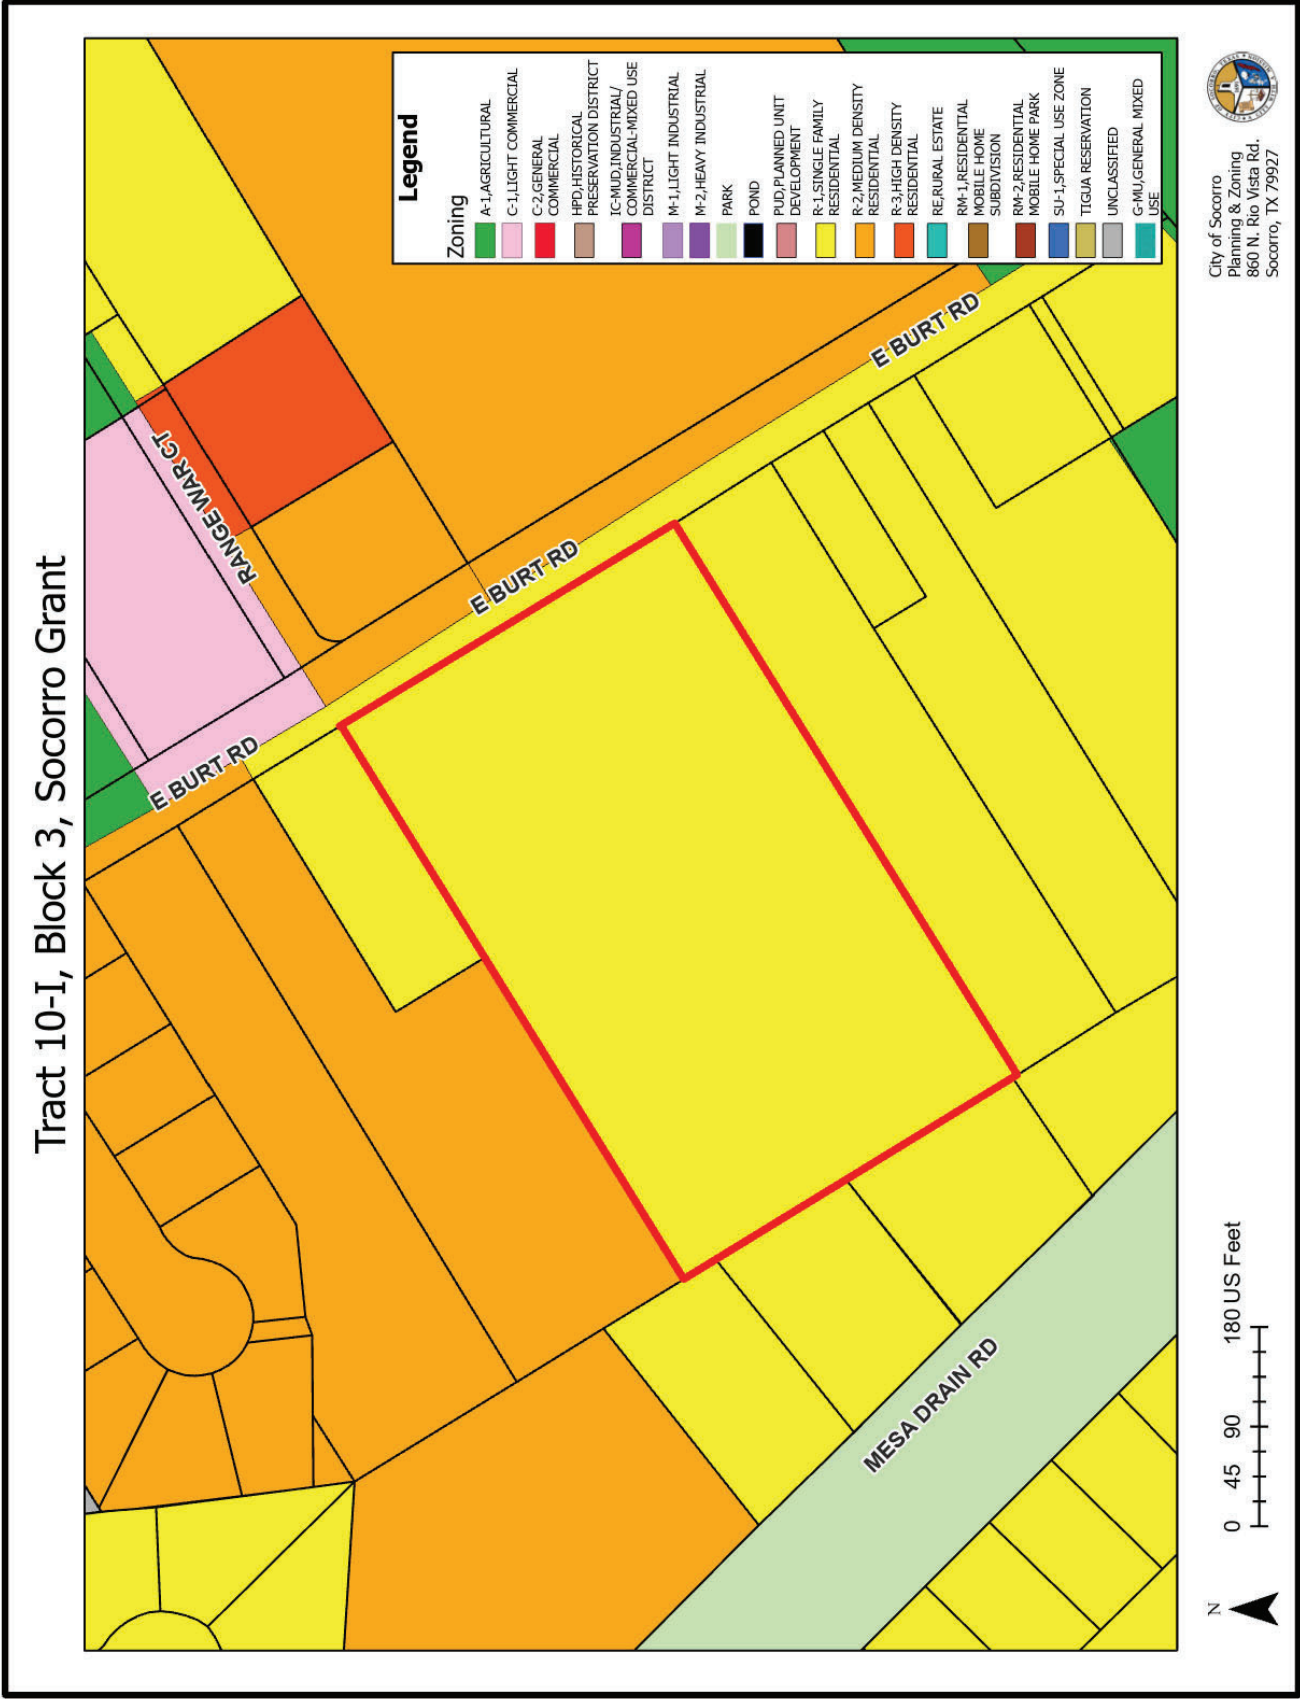 Tract 10-I, Block 3, Socorro Grant
RANGE WAR CT
E BURT RD
E BURT RD
E BURT RD
MESA DRAIN RD
Legend
Zoning
A-1,AGRICULTURAL
C-1,LIGHT COMMERCIAL
C-2,GENERAL
COMMERCIAL
HPD,HISTORICAL
PRESERVATION DISTRICT
IC-MUD,INDUSTRIAL/
COMMERCIAL-MIXED USE
DISTRICT
M-1,LIGHT INDUSTRIAL
M-2,HEAVY INDUSTRIAL
PARK
POND
PUD,PLANNED UNIT
DEVELOPMENT
R-1,SINGLE FAMILY
RESIDENTIAL
R-2,MEDIUM DENSITY
RESIDENTIAL
R-3,HIGH DENSITY
RESIDENTIAL
RE,RURAL ESTATE
RM-1,RESIDENTIAL
MOBILE HOME
SUBDIVISION
RM-2,RESIDENTIAL
MOBILE HOME PARK
SU-1,SPECIAL USE ZONE
TIGUA RESERVATION
UNCLASSIFIED
G-MU,GENERAL MIXED
USE
N
0 45 90 180 US Feet
City of Socorro
Planning & Zoning
860 N. Rio Vista Rd.
Socorro, TX 79927